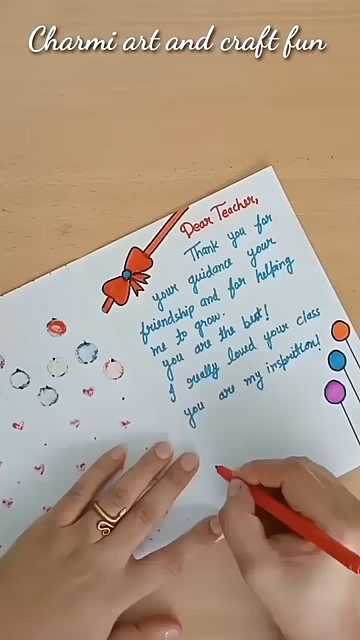 Charmi art and craft fun
Dear Teacher,
Thank you for
your guidance your
friendship and for helping
me to grow.
you are the best!
I really loved your class
you are my insprition!